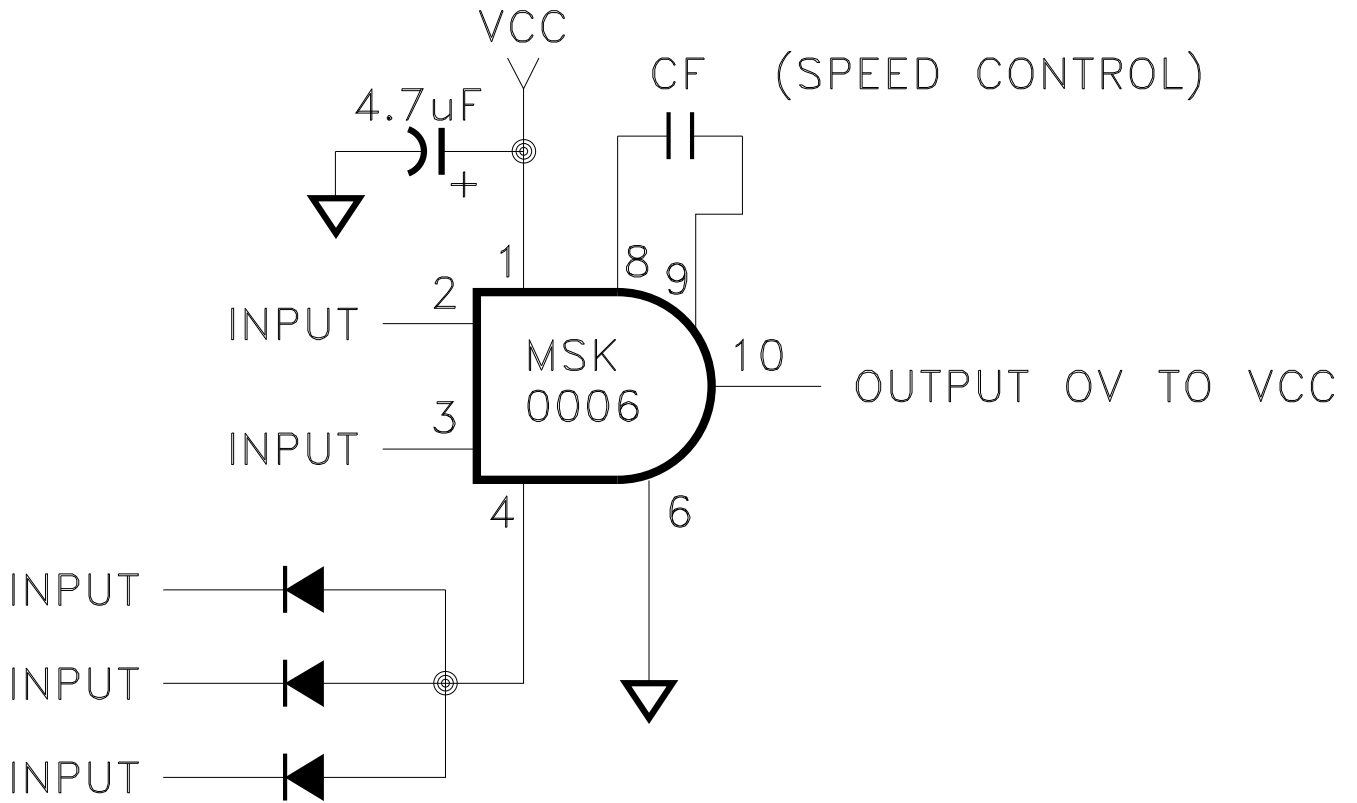 VCC
CF (SPEED CONTROL)
4.7uF
+
1
8
9
2
INPUT
MSK
0006
10
OUTPUT 0V TO VCC
3
INPUT
4
6
INPUT
INPUT
INPUT